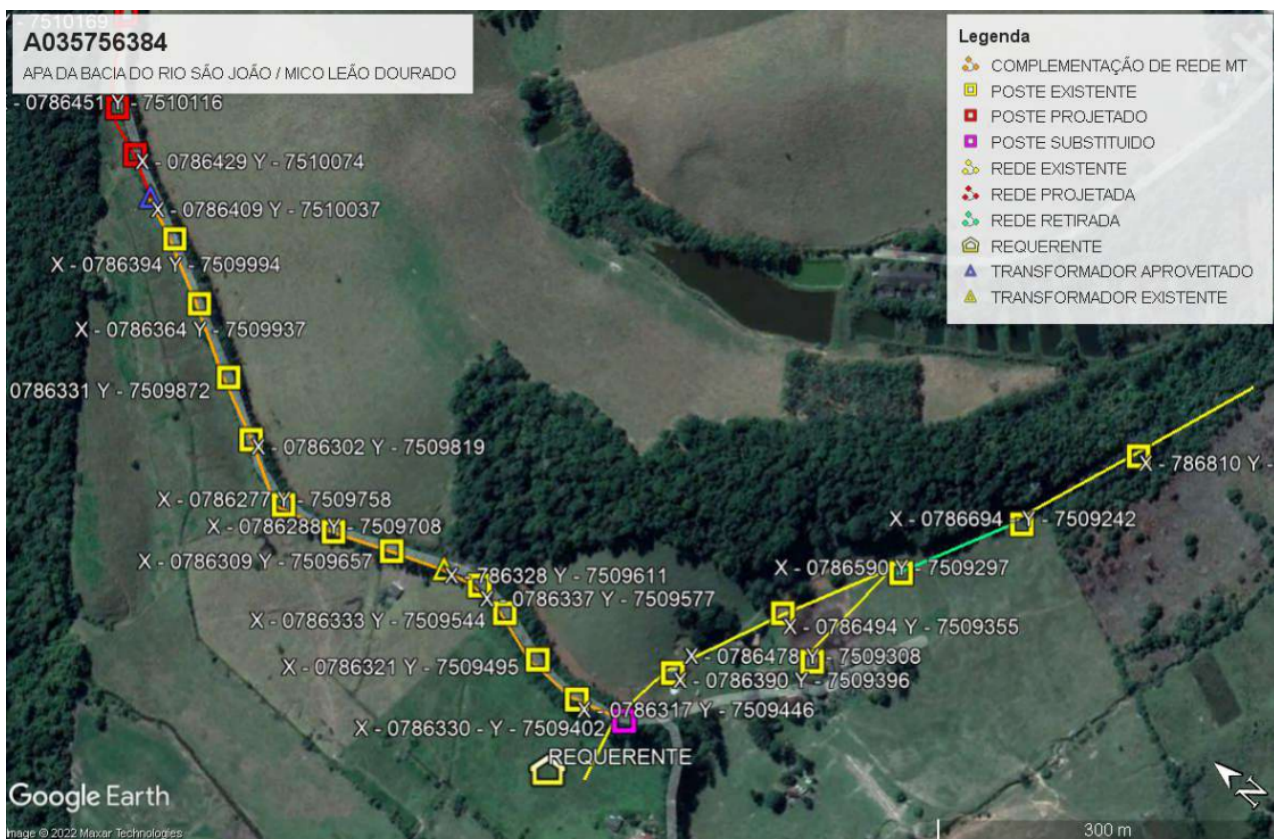 Y - 7510169
A035756384
APA DA BACIA DO RIO SÃO JOÃO / MICO LEÃO DOURADO
Legenda
COMPLEMENTAÇÃO DE REDE MT
POSTE EXISTENTE
POSTE PROJETADO
POSTE SUBSTITUIDO
REDE EXISTENTE
REDE PROJETADA
REDE RETIRADA
REQUERENTE
TRANSFORMADOR APROVEITADO
TRANSFORMADOR EXISTENTE
- 0786451 Y - 7510116
X - 0786429 Y - 7510074
X - 0786409 Y - 7510037
X - 0786394 Y - 7509994
X - 0786364 Y - 7509937
0786331 Y - 7509872
X - 0786302 Y - 7509819
X - 786810 Y -
X - 0786277 Y - 7509758
X - 0786694 - Y - 7509242
X - 0786288 Y - 7509708
X - 0786309 Y - 7509657
X - 786328 Y - 7509611
X - 0786590 Y - 7509297
X - 0786337 Y - 7509577
X - 0786333 Y - 7509544
X - 0786494 Y - 7509355
X - 0786478 Y - 7509308
X - 0786321 Y - 7509495
X - 0786390 Y - 7509396
X - 0786317 Y - 7509446
X - 0786330 - Y - 7509402
REQUERENTE
Google Earth
Image © 2022 Maxar Technologies
300 m
N